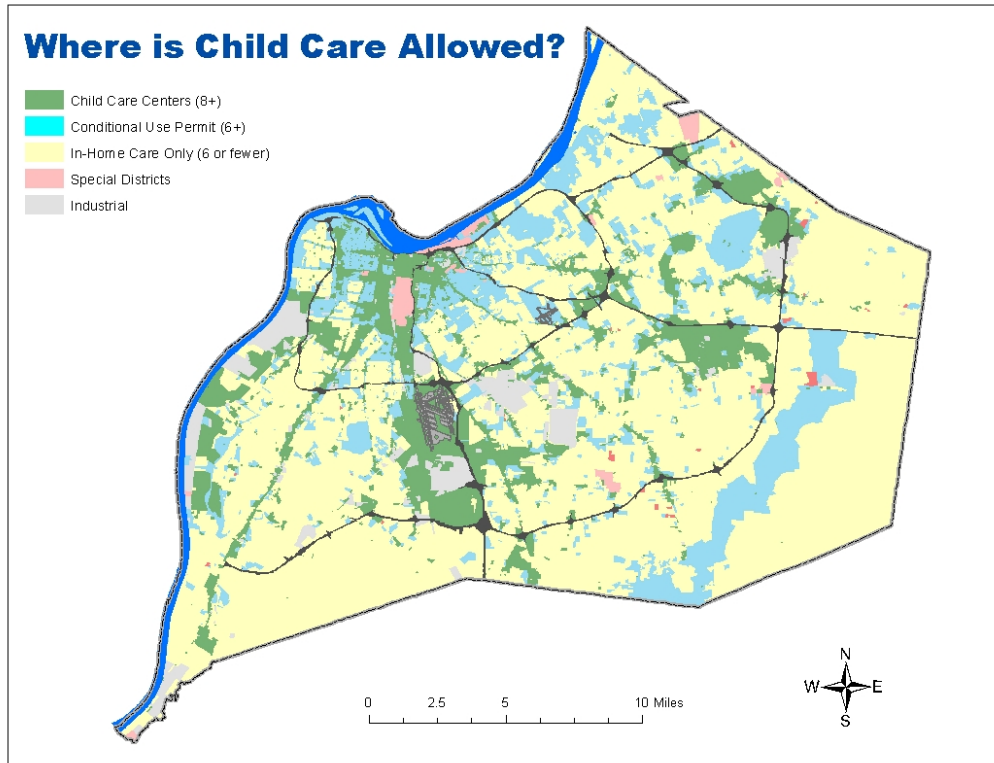 Where is Child Care Allowed?
Child Care Centers (8+)
Conditional Use Permit (6+)
In-Home Care Only (6 or fewer)
Special Districts
Industrial
0 2.5 5 10 Miles
N
W E
S